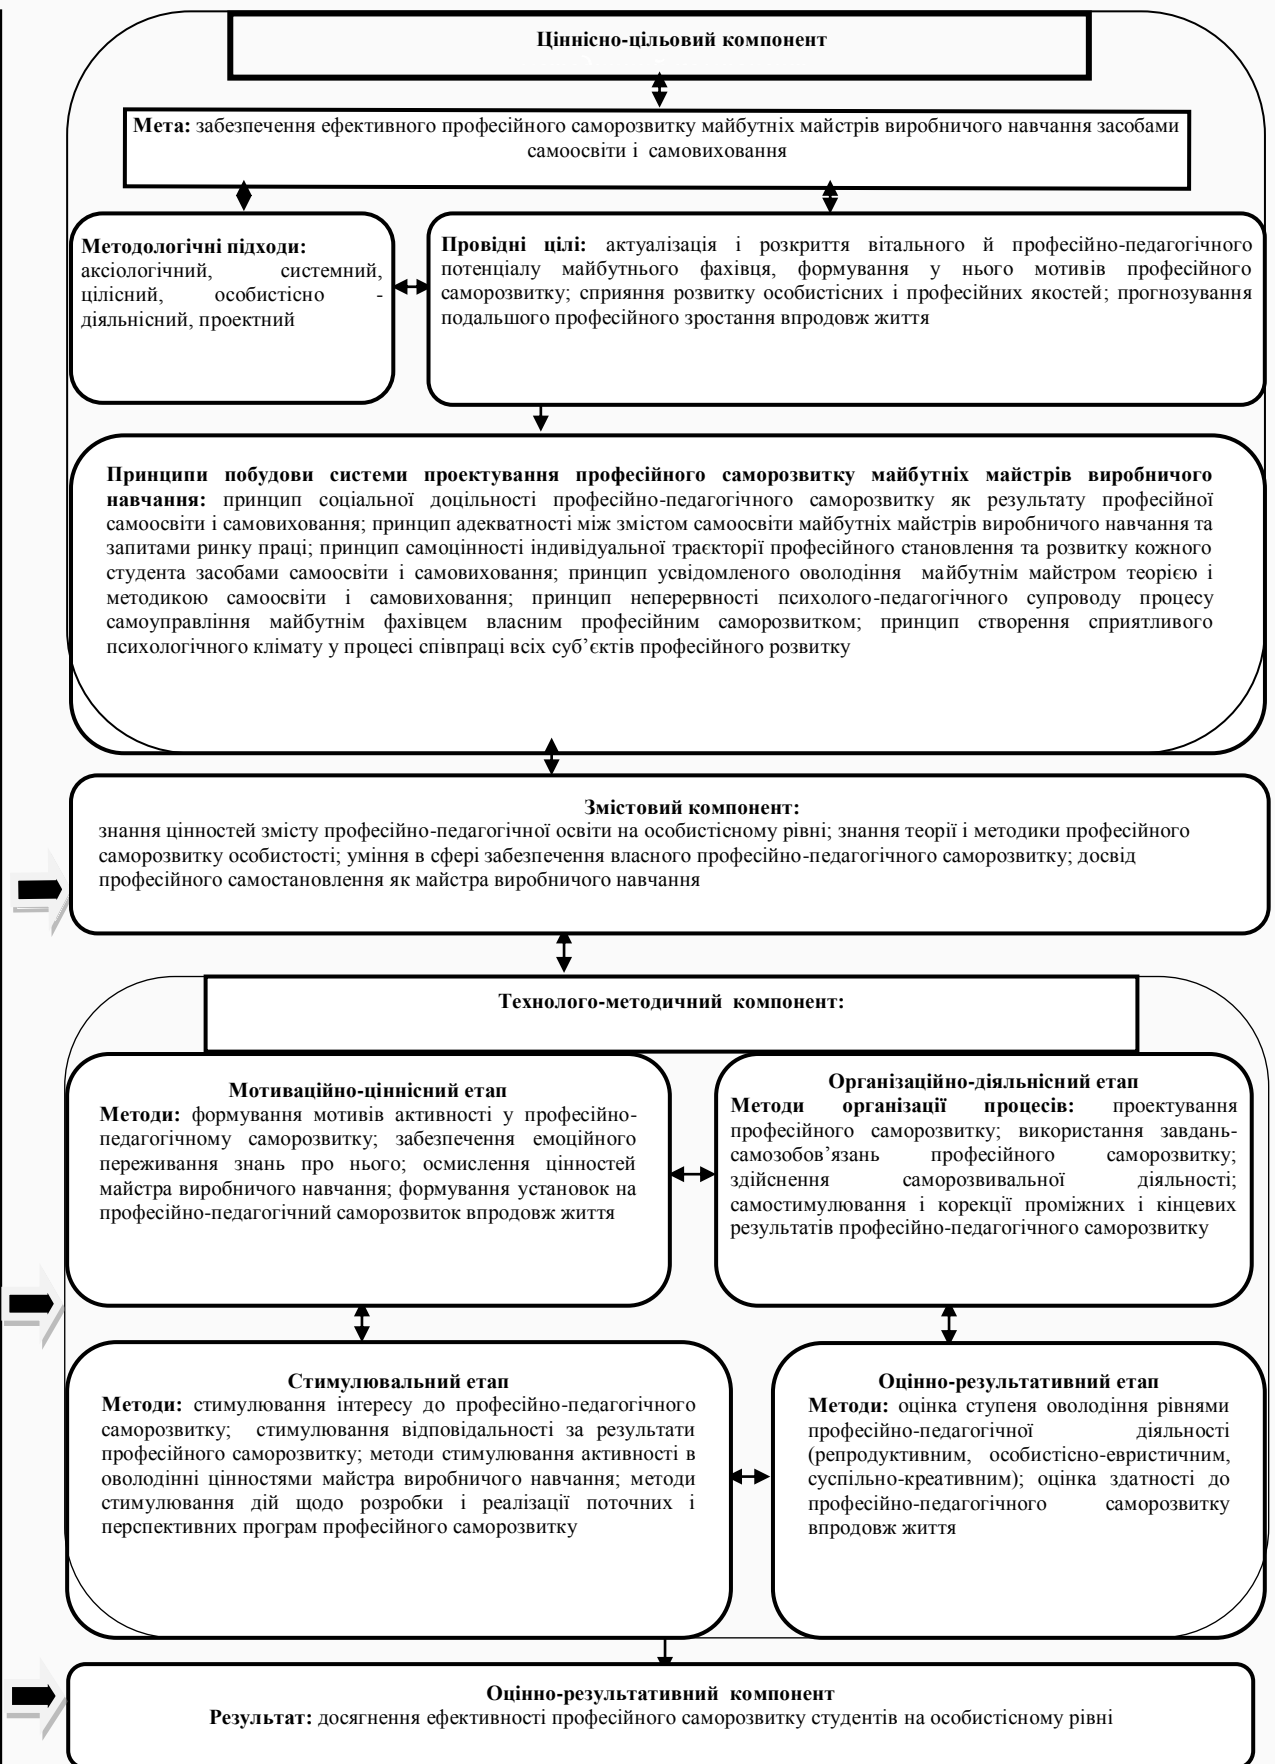 Ціннісно-цільовий компонент
Мета: забезпечення ефективного професійного саморозвитку майбутніх майстрів виробничого навчання засобами
самоосвіти і самовиховання
Методологічні підходи:
аксіологічний, системний,
цілісний, особистісно -
діяльнісний, проектний
Провідні цілі: актуалізація і розкриття вітального й професійно-педагогічного
потенціалу майбутнього фахівця, формування у нього мотивів професійного
саморозвитку; сприяння розвитку особистісних і професійних якостей; прогнозування
подальшого професійного зростання впродовж життя
Принципи побудови системи проектування професійного саморозвитку майбутніх майстрів виробничого
навчання: принцип соціальної доцільності професійно-педагогічного саморозвитку як результату професійної
самоосвіти і самовиховання; принцип адекватності між змістом самоосвіти майбутніх майстрів виробничого навчання та
запитами ринку праці; принцип самоцінності індивідуальної траєкторії професійного становлення та розвитку кожного
студента засобами самоосвіти і самовиховання; принцип усвідомленого оволодіння майбутнім майстром теорією і
методикою самоосвіти і самовиховання; принцип неперервності психолого-педагогічного супроводу процесу
самоуправління майбутнім фахівцем власним професійним саморозвитком; принцип створення сприятливого
психологічного клімату у процесі співпраці всіх суб’єктів професійного розвитку
Змістовий компонент:
знання цінностей змісту професійно-педагогічної освіти на особистісному рівні; знання теорії і методики професійного
саморозвитку особистості; уміння в сфері забезпечення власного професійно-педагогічного саморозвитку; досвід
професійного самостановлення як майстра виробничого навчання
Технолого-методичний компонент:
Мотиваційно-ціннісний етап
Методи: формування мотивів активності у професійно-
педагогічному саморозвитку; забезпечення емоційного
переживання знань про нього; осмислення цінностей
майстра виробничого навчання; формування установок на
професійно-педагогічний саморозвиток впродовж життя
Організаційно-діяльнісний етап
Методи організації процесів: проектування
професійного саморозвитку; використання завдань-
самозобов’язань професійного саморозвитку;
здійснення саморозвивальної діяльності;
самостимулювання і корекції проміжних і кінцевих
результатів професійно-педагогічного саморозвитку
Стимулювальний етап
Методи: стимулювання інтересу до професійно-педагогічного
саморозвитку; стимулювання відповідальності за результати
професійного саморозвитку; методи стимулювання активності в
оволодінні цінностями майстра виробничого навчання; методи
стимулювання дій щодо розробки і реалізації поточних і
перспективних програм професійного саморозвитку
Оцінно-результативний етап
Методи: оцінка ступеня оволодіння рівнями
професійно-педагогічної діяльності
(репродуктивним, особистісно-евристичним,
суспільно-креативним); оцінка здатності до
професійно-педагогічного саморозвитку
впродовж життя
Оцінно-результативний компонент
Результат: досягнення ефективності професійного саморозвитку студентів на особистісному рівні